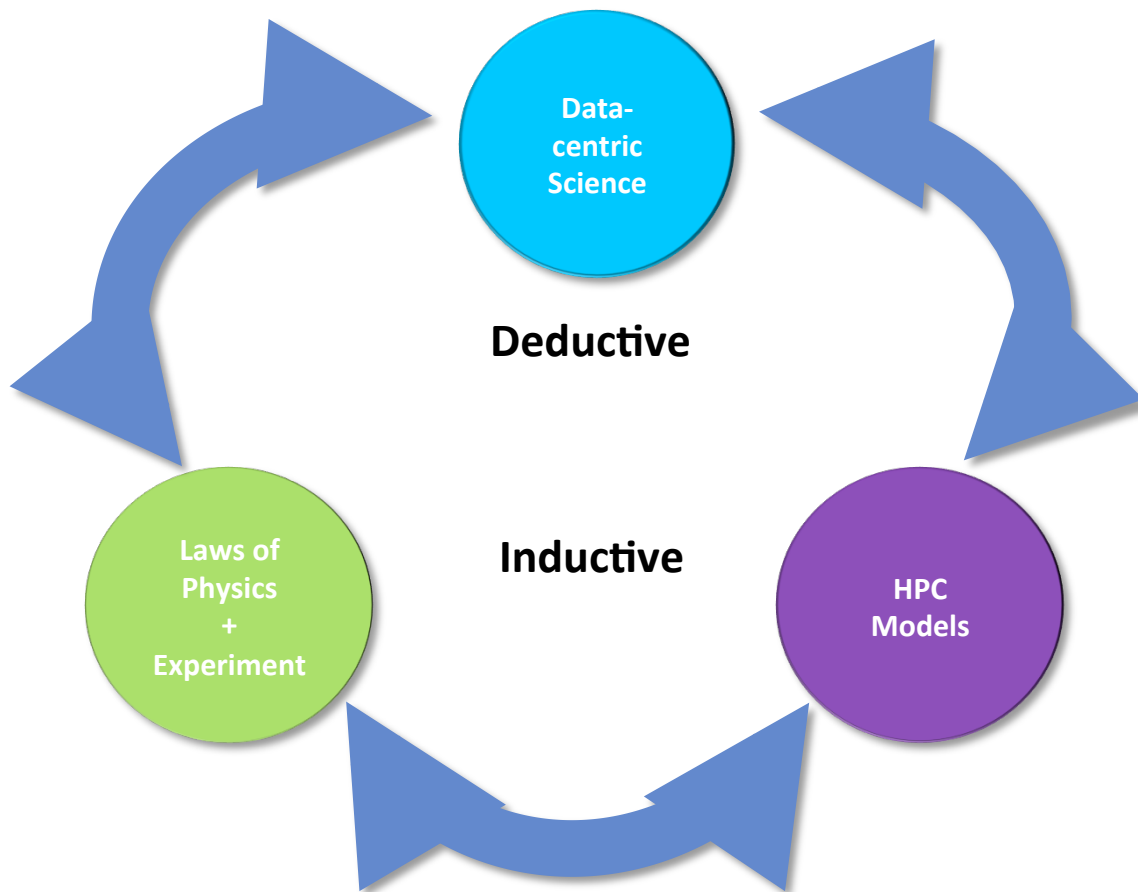 Data-
centric
Science
Deductive
Inductive
Laws of
Physics
+
Experiment
HPC
Models